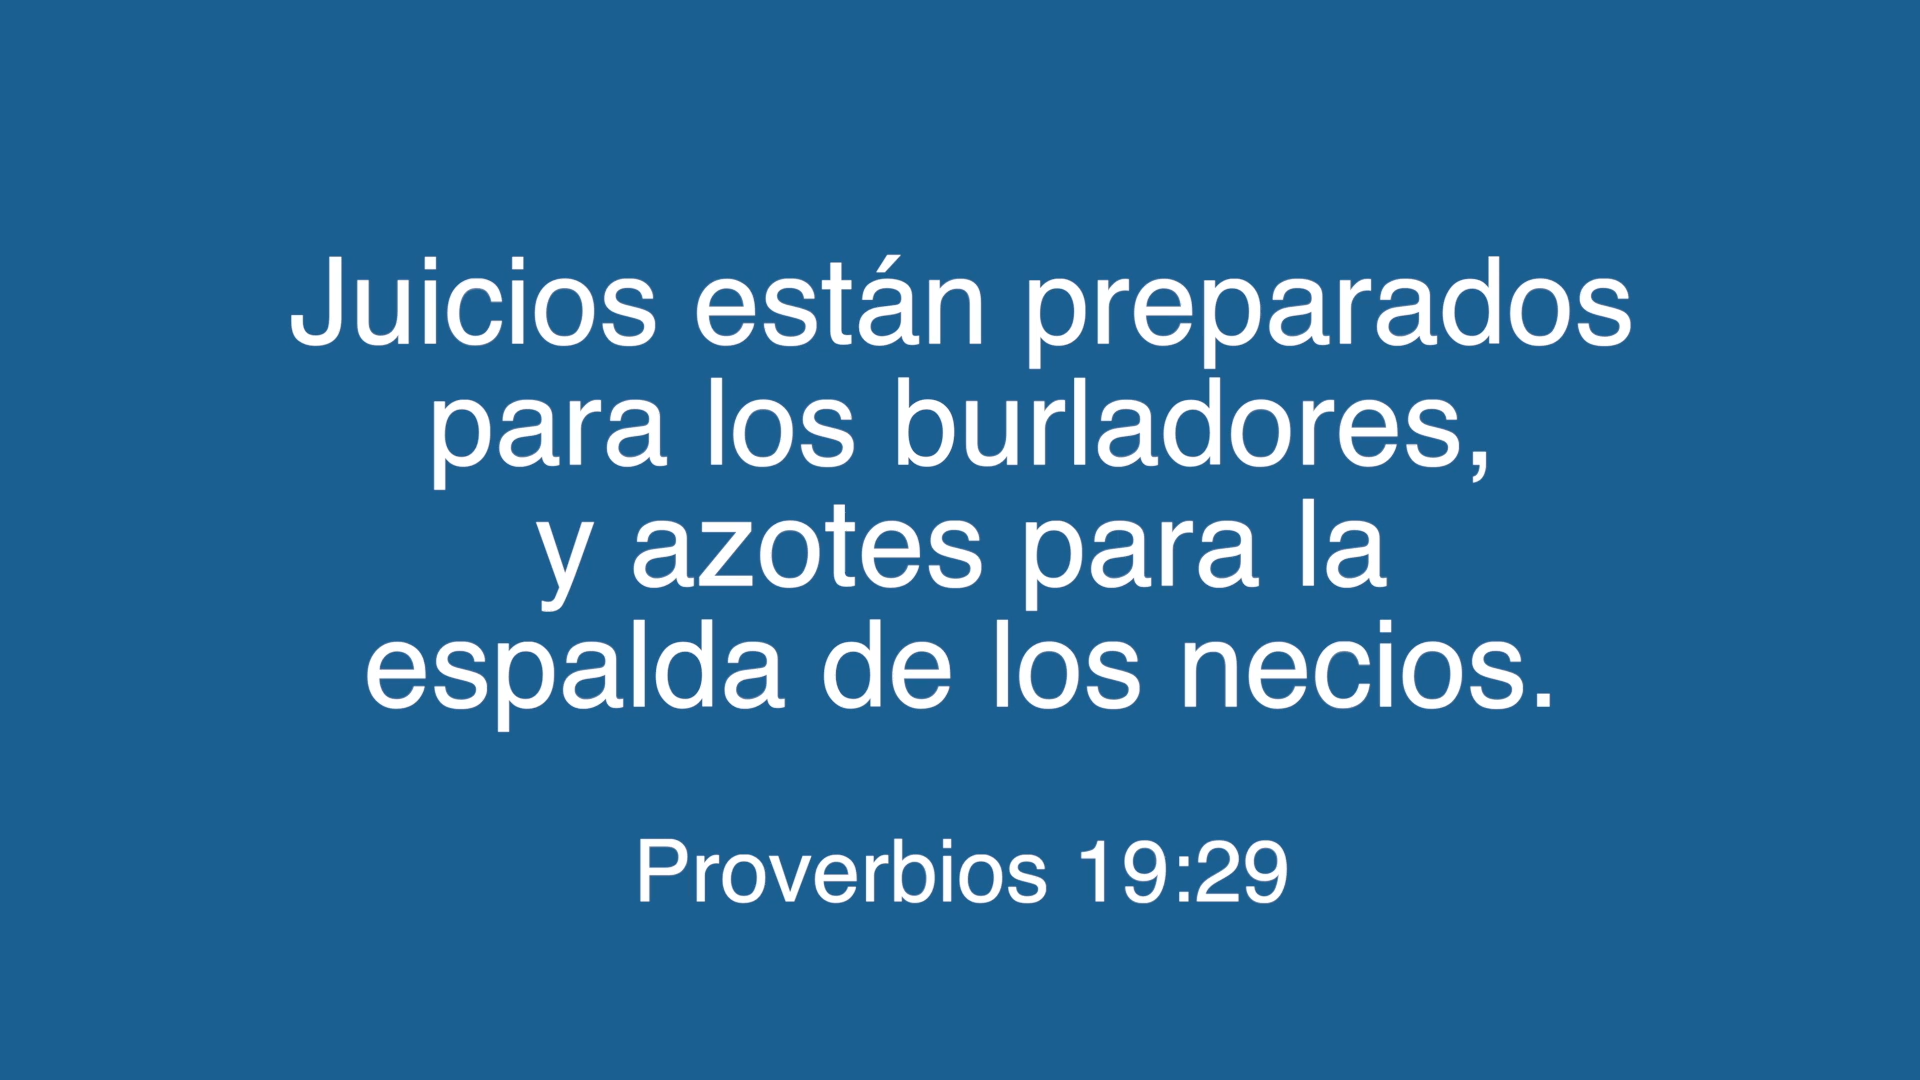 Juicios están preparados
para los burladores,
y azotes para la
espalda de los necios.
Proverbios 19:29